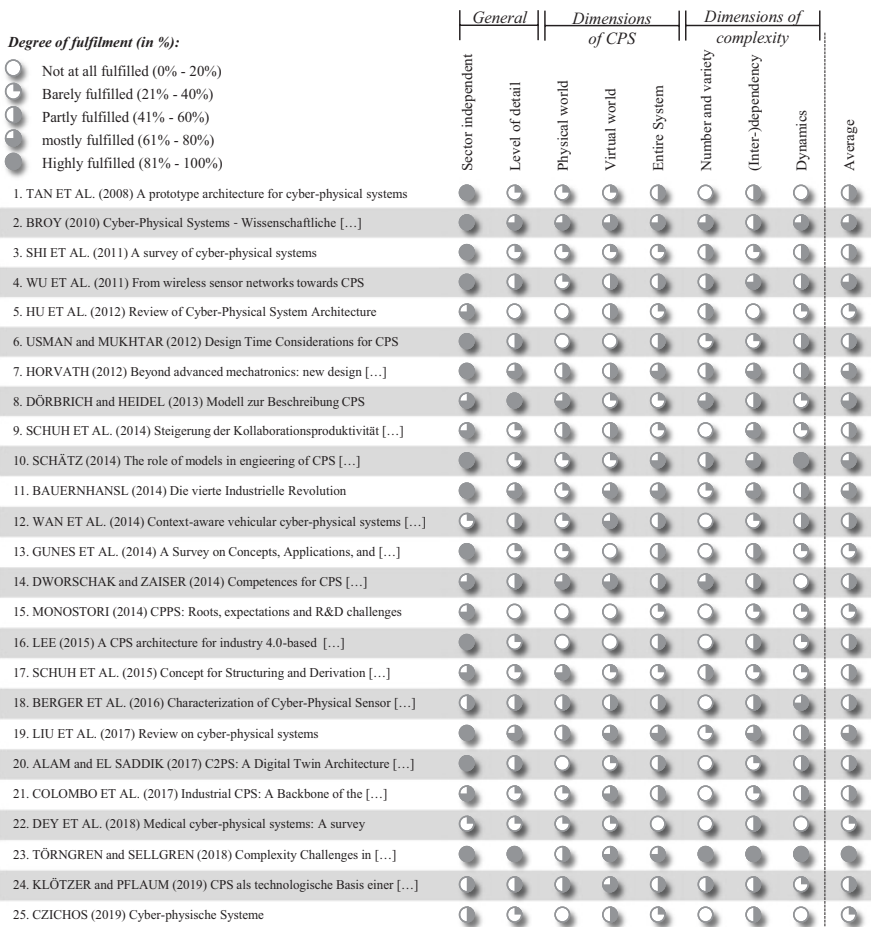 General Dimensions of CPS Dimensions of complexity
Degree of fulfilment (in %):
Not at all fulfilled (0% - 20%)
Barely fulfilled (21% - 40%)
Partly fulfilled (41% - 60%)
mostly fulfilled (61% - 80%)
Highly fulfilled (81% - 100%)
Sector independent
Level of detail
Physical world
Virtual world
Entire System
Number and variety
(Inter-)dependency
Dynamics
Average
1. TAN ET AL. (2008) A prototype architecture for cyber-physical systems
2. BROY (2010) Cyber-Physical Systems - Wissenschaftliche […]
3. SHI ET AL. (2011) A survey of cyber-physical systems
4. WU ET AL. (2011) From wireless sensor networks towards CPS
5. HU ET AL. (2012) Review of Cyber-Physical System Architecture
6. USMAN and MUKHTAR (2012) Design Time Considerations for CPS
7. HORVATH (2012) Beyond advanced mechatronics: new design […]
8. DÖRBRICH and HEIDEL (2013) Modell zur Beschreibung CPS
9. SCHUH ET AL. (2014) Steigerung der Kollaborationsproduktivität […]
10. SCHÄTZ (2014) The role of models in engieering of CPS […]
11. BAUERNHANSL (2014) Die vierte Industrielle Revolution
12. WAN ET AL. (2014) Context-aware vehicular cyber-physical systems […]
13. GUNES ET AL. (2014) A Survey on Concepts, Applications, and […]
14. DWORSCHAK and ZAISER (2014) Competences for CPS […]
15. MONOSTORI (2014) CPPS: Roots, expectations and R&D challenges
16. LEE (2015) A CPS architecture for industry 4.0-based […]
17. SCHUH ET AL. (2015) Concept for Structuring and Derivation […]
18. BERGER ET AL. (2016) Characterization of Cyber-Physical Sensor […]
19. LIU ET AL. (2017) Review on cyber-physical systems
20. ALAM and EL SADDIK (2017) C2PS: A Digital Twin Architecture […]
21. COLOMBO ET AL. (2017) Industrial CPS: A Backbone of the […]
22. DEY ET AL. (2018) Medical cyber-physical systems: A survey
23. TÖRNGREN and SELLGREN (2018) Complexity Challenges in […]
24. KLÖTZER and PFLAUM (2019) CPS als technologische Basis einer […]
25. CZICHOS (2019) Cyber-physische Systeme